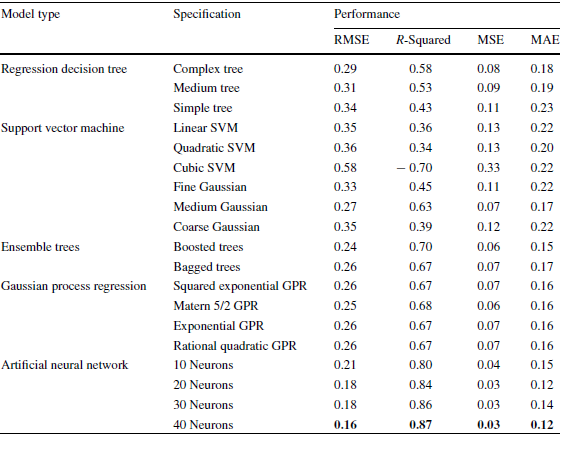 Model type Specification Performance
RMSE R-Squared MSE MAE
Regression decision tree Complex tree 0.29 0.58 0.08 0.18
Medium tree 0.31 0.53 0.09 0.19
Simple tree 0.34 0.43 0.11 0.23
Support vector machine Linear SVM 0.35 0.36 0.13 0.22
Quadratic SVM 0.36 0.34 0.13 0.20
Cubic SVM 0.58 − 0.70 0.33 0.22
Fine Gaussian 0.33 0.45 0.11 0.22
Medium Gaussian 0.27 0.63 0.07 0.17
Coarse Gaussian 0.35 0.39 0.12 0.22
Ensemble trees Boosted trees 0.24 0.70 0.06 0.15
Bagged trees 0.26 0.67 0.07 0.17
Gaussian process regression Squared exponential GPR 0.26 0.67 0.07 0.16
Matern 5/2 GPR 0.25 0.68 0.06 0.16
Exponential GPR 0.26 0.67 0.07 0.16
Rational quadratic GPR 0.26 0.67 0.07 0.16
Artificial neural network 10 Neurons 0.21 0.80 0.04 0.15
20 Neurons 0.18 0.84 0.03 0.12
30 Neurons 0.18 0.86 0.03 0.14
40 Neurons 0.16 0.87 0.03 0.12